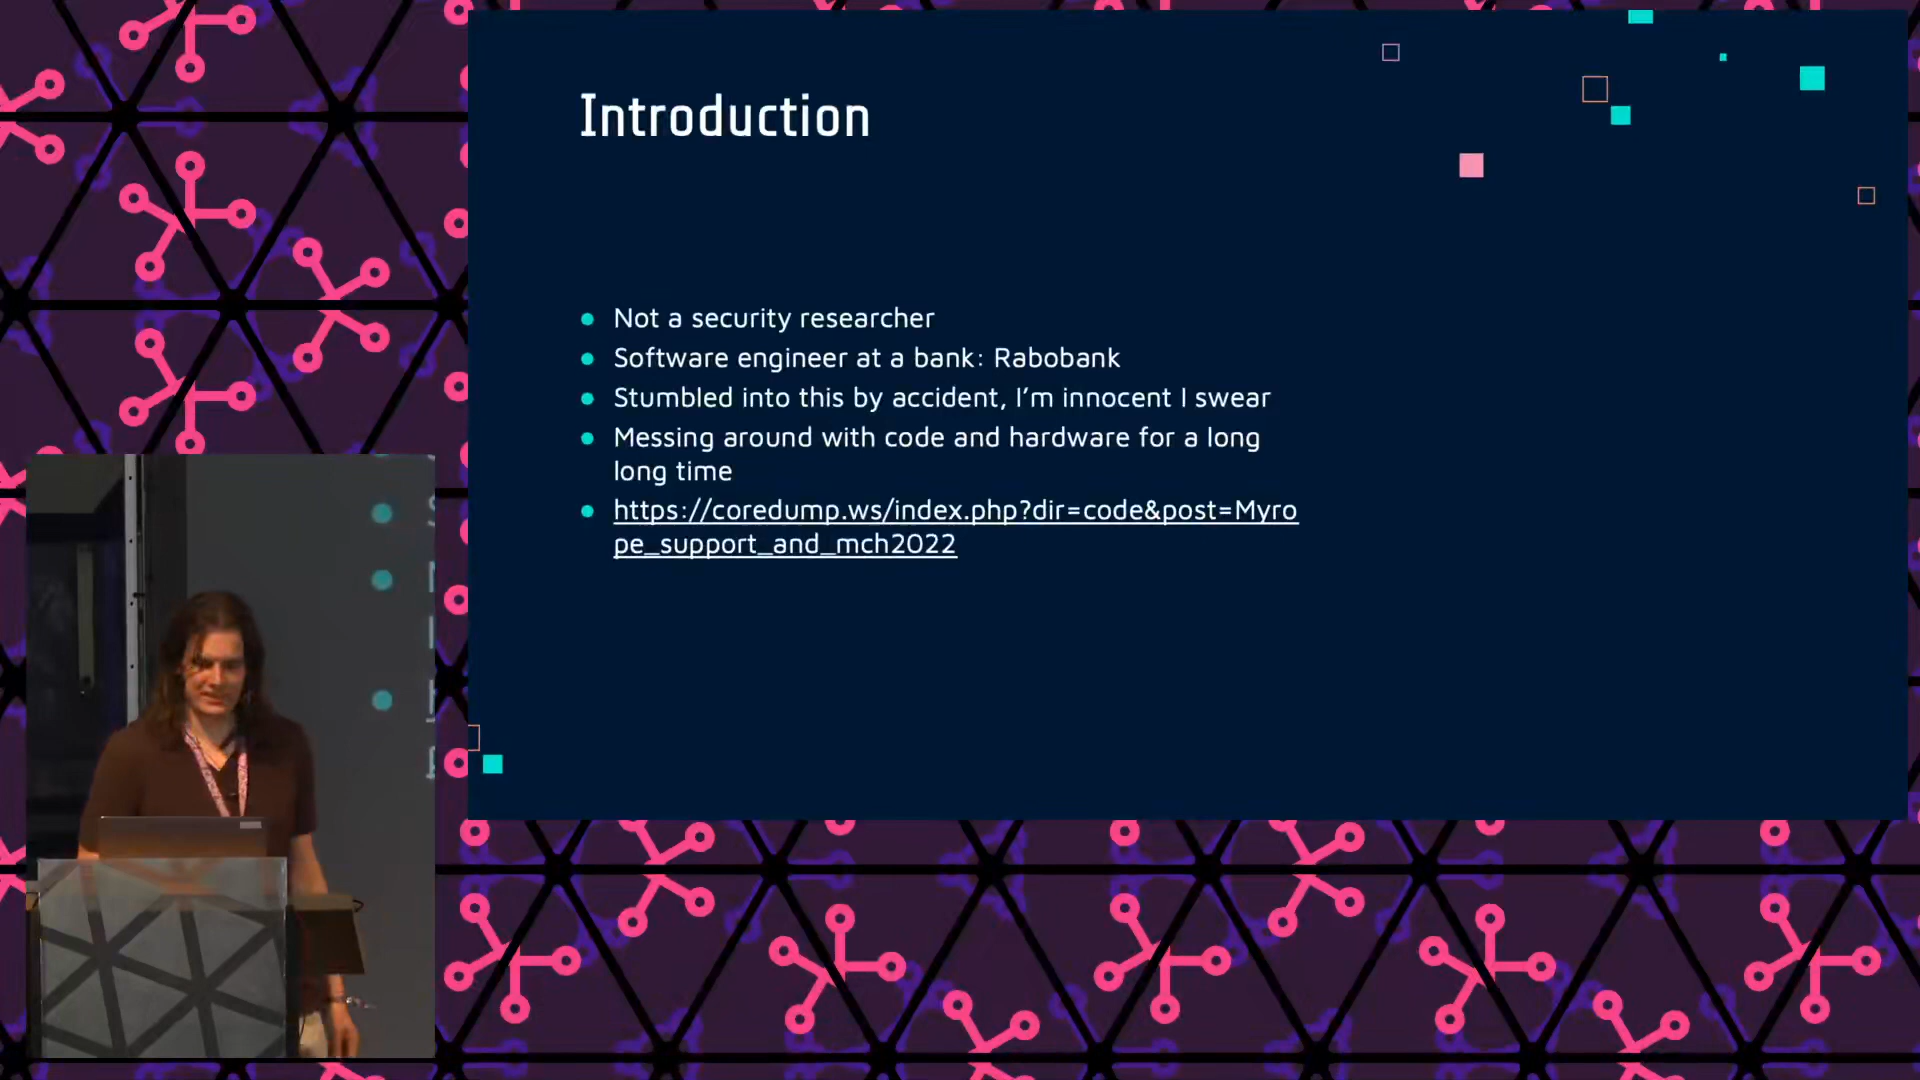 Introduction
Not a security researcher
Software engineer at a bank: Rabobank
Stumbled into this by accident, I'm innocent I swear
Messing around with code and hardware for a long
long time
https://coredump.ws/index.php?dir=code&post=Myro
pe_support_and_mch2022